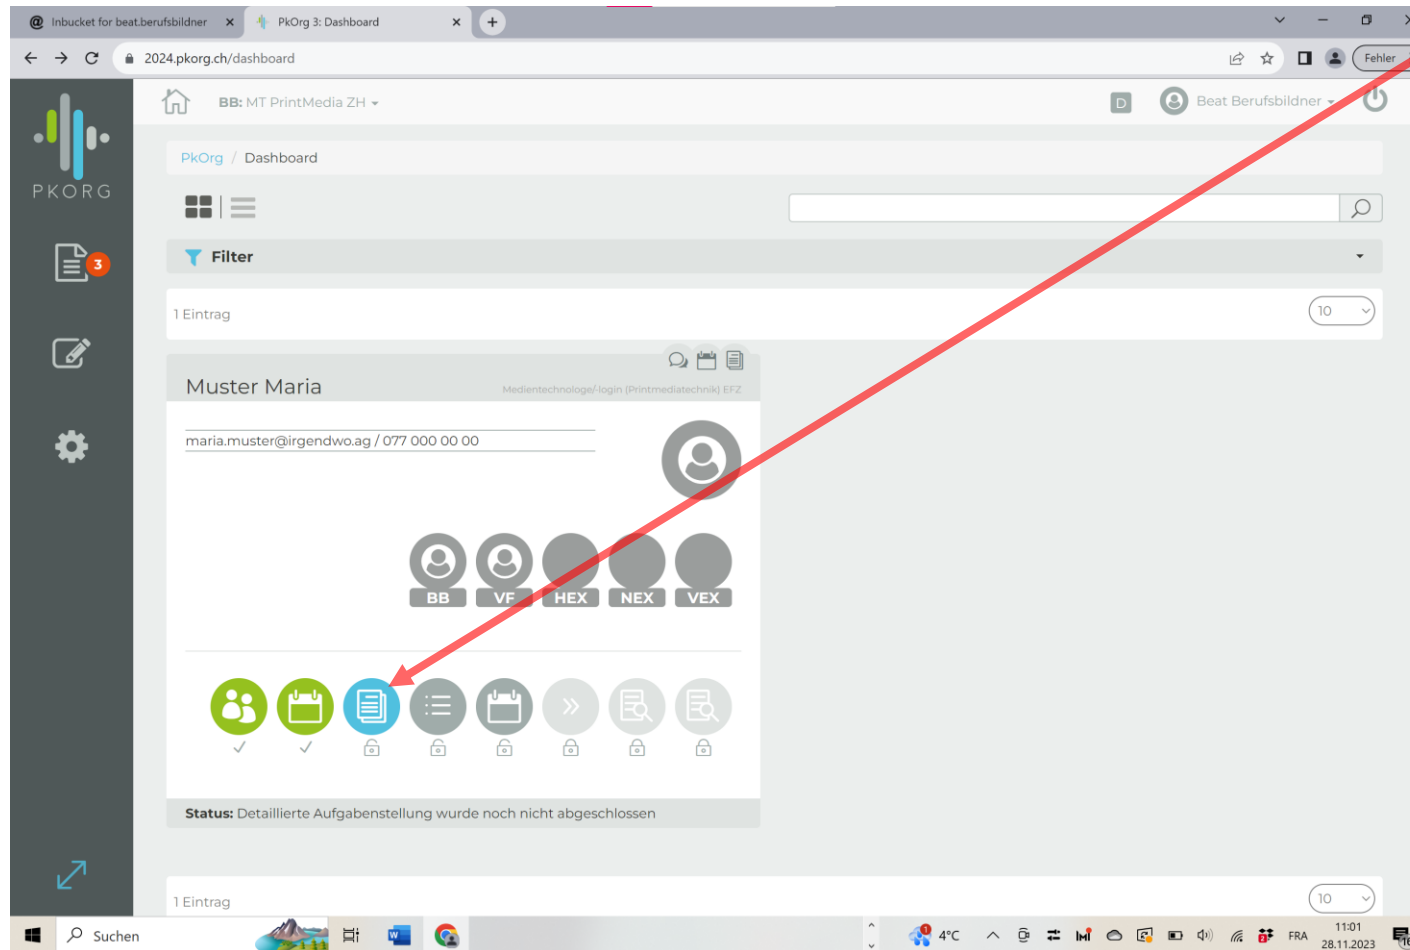 Inbucket for beat.berufsbildner
PkOrg 3: Dashboard
2024.pkorg.ch/dashboard
Fehler
BB: MT PrintMedia ZH
D
Beat Berufsbildner
PKORG
PkOrg / Dashboard
3
Filter
1 Eintrag
10
Muster Maria
Medientechnologe/-login (Printmediatechnik) EFZ
maria.muster@irgendwo.ag / 077 000 00 00
BB VF HEX NEX VEX
Status: Detaillierte Aufgabenstellung wurde noch nicht abgeschlossen
1 Eintrag
10
Suchen
4°C
FRA
11:01
28.11.2023